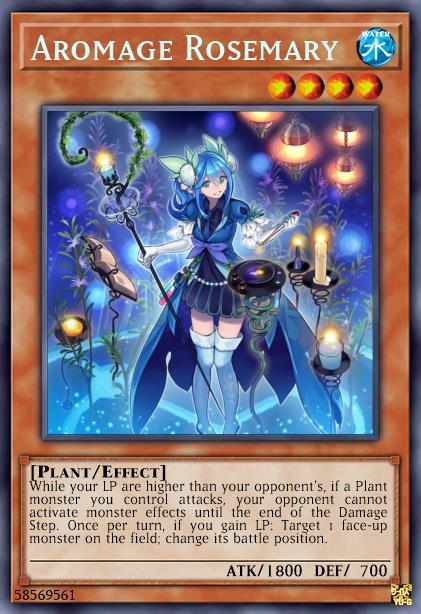 AROMAGE ROSEMARY
WATER
水
[PLANT/EFFECT]
While your LP are higher than your opponent's, if a Plant
monster you control attacks, your opponent cannot
activate monster effects until the end of the Damage
Step. Once per turn, if you gain LP: Target 1 face-up
monster on the field; change its battle position.
ATK/1800 DEF/ 700
58569561